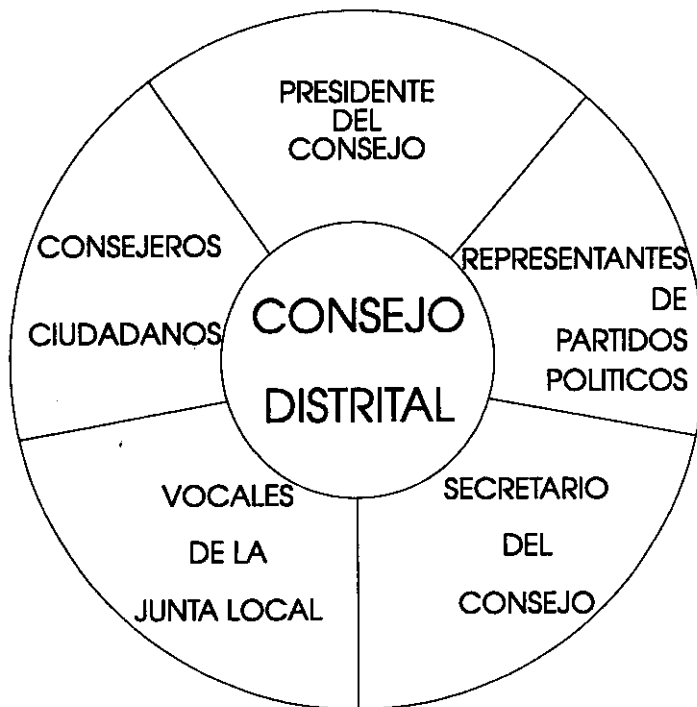 PRESIDENTE
DEL
CONSEJO
CONSEJEROS
CIUDADANOS
REPRESENTANTES
DE
PARTIDOS
POLITICOS
CONSEJO
DISTRITAL
VOCALES
DE LA
JUNTA LOCAL
SECRETARIO
DEL
CONSEJO